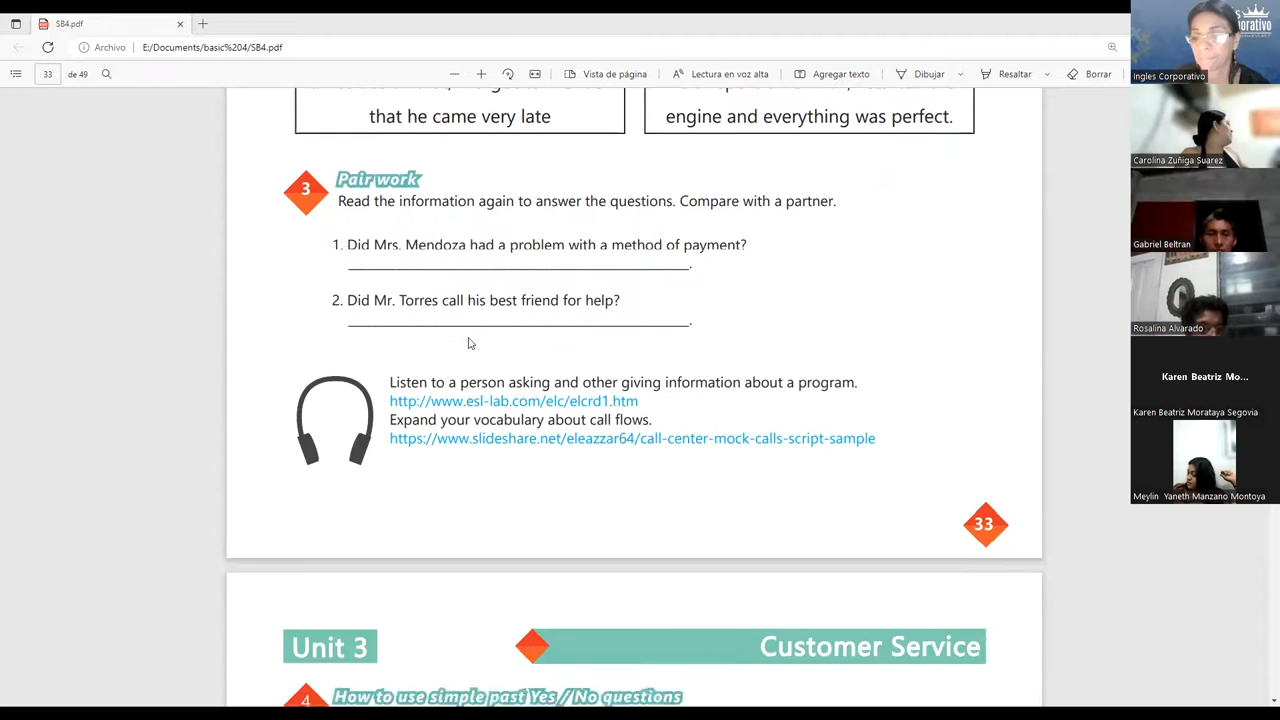 SB4.pdf
Archivo
E:/Documents/basic%204/SB4.pdf
33
de 49
Vista de página
Lectura en voz alta
Agregar texto
Dibujar
Resaltar
Borrar
that he came very late
engine and everything was perfect.
3
Pair work
Read the information again to answer the questions. Compare with a partner.
1. Did Mrs. Mendoza had a problem with a method of payment?
2. Did Mr. Torres call his best friend for help?
Listen to a person asking and other giving information about a program.
http://www.esl-lab.com/elc/elcrd1.htm
Expand your vocabulary about call flows.
https://www.slideshare.net/eleazzar64/call-center-mock-calls-script-sample
33
Unit 3
Customer Service
4
How to use simple past Yes / No questions
Ingles Corporativo
Carolina Zuñiga Suarez
Gabriel Beltran
Rosalina Alvarado
Karen Beatriz Mo...
Karen Beatriz Morataya Segovia
Meylin Yaneth Manzano Montoya